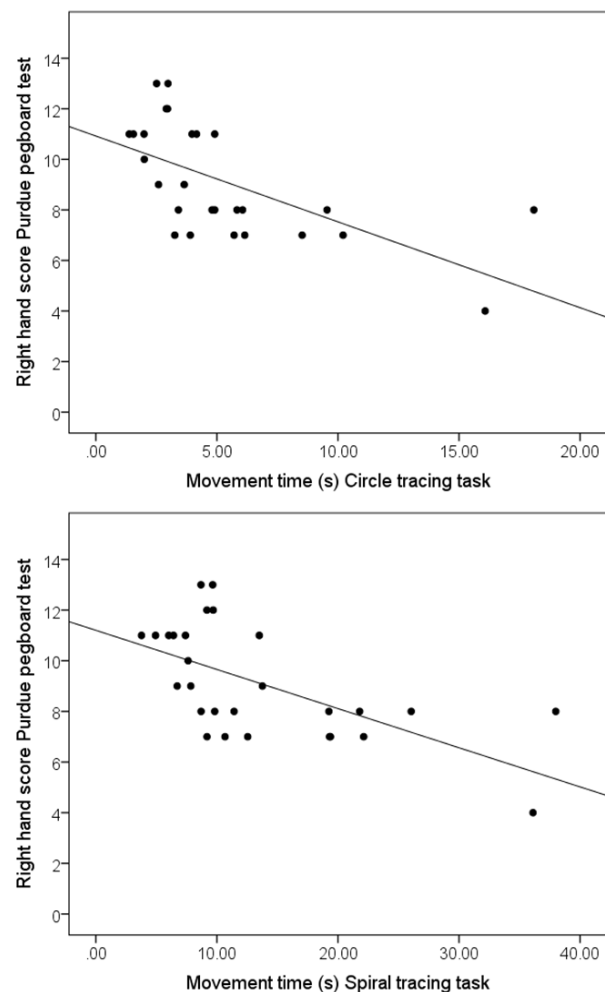 Right hand score Purdue pegboard test
14
12
10
8
6
4
2
0
.00 5.00 10.00 15.00 20.00
Movement time (s) Circle tracing task
Right hand score Purdue pegboard test
14
12
10
8
6
4
2
0
.00 10.00 20.00 30.00 40.00
Movement time (s) Spiral tracing task